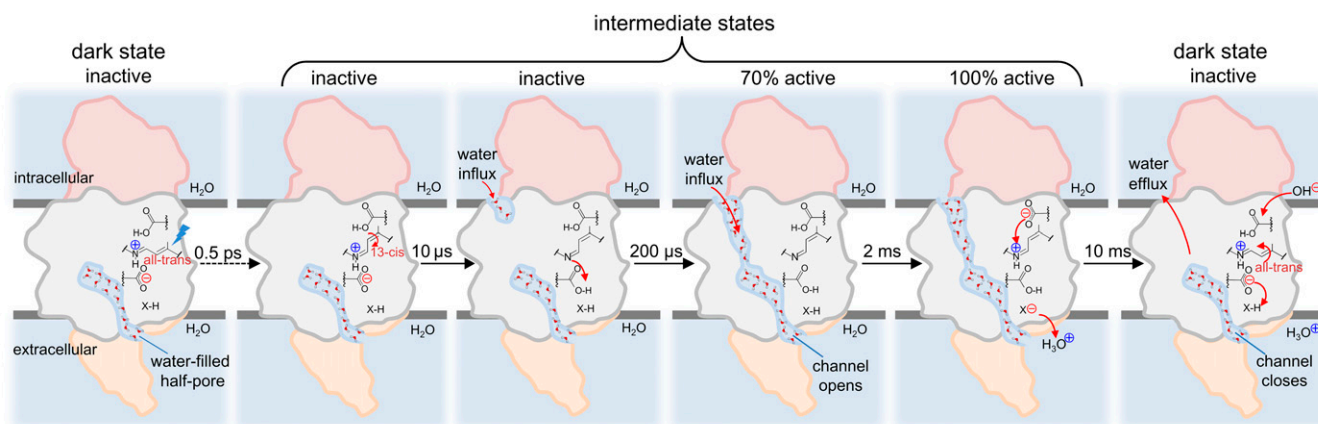 intermediate states
dark state
inactive
inactive
inactive
70% active
100% active
dark state
inactive
intracellular
H₂O
H-O
O
N
H
⊕
all-trans
O
O
⊖
X-H
extracellular
H₂O
water-filled
half-pore
0.5 ps
H₂O
H-O
O
N
H
⊕
13-cis
O
O
⊖
X-H
H₂O
10 µs
water
influx
H₂O
H-O
O
N
O
O-H
X-H
H₂O
200 µs
water
influx
H₂O
H-O
O
N
O
O-H
X-H
H₂O
channel
opens
2 ms
H₂O
O
O
⊖
⊕
N
H
O
O-H
X⊖
H₃O⊕
10 ms
water
efflux
H₂O
OH⊖
H-O
O
⊕
N
H
all-trans
O
O
⊖
X-H
H₃O⊕
channel
closes